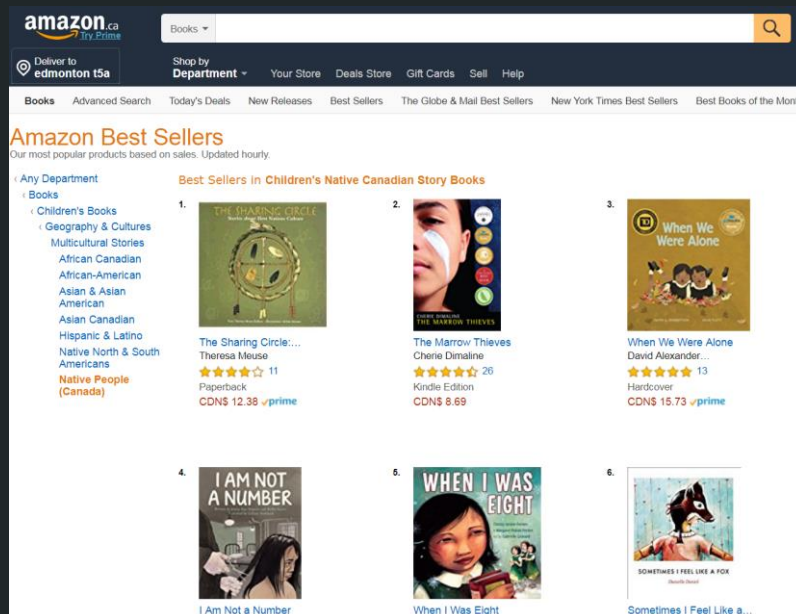 amazon.ca
Try Prime
Books
Deliver to
edmonton t5a
Shop by
Department
Your Store
Deals Store
Gift Cards
Sell
Help
Books
Advanced Search
Today's Deals
New Releases
Best Sellers
The Globe & Mail Best Sellers
New York Times Best Sellers
Best Books of the Mon
Amazon Best Sellers
Our most popular products based on sales. Updated hourly.
‹ Any Department
‹ Books
‹ Children's Books
‹ Geography & Cultures
Multicultural Stories
African Canadian
African-American
Asian & Asian
American
Asian Canadian
Hispanic & Latino
Native North & South
Americans
Native People
(Canada)
Best Sellers in Children's Native Canadian Story Books
1.
THE SHARING CIRCLE
Stories about First Nations Culture
The Sharing Circle:...
Theresa Meuse
11
Paperback
CDN$ 12.38 prime
2.
CHERIE DIMALINE
THE MARROW THIEVES
The Marrow Thieves
Cherie Dimaline
26
Kindle Edition
CDN$ 8.69
3.
When We
Were Alone
When We Were Alone
David Alexander...
13
Hardcover
CDN$ 15.73 prime
4.
I AM NOT
A NUMBER
I Am Not a Number
5.
WHEN I WAS
EIGHT
When I Was Eight
6.
SOMETIMES I FEEL LIKE A FOX
Danielle Daniel
Sometimes I Feel Like a...